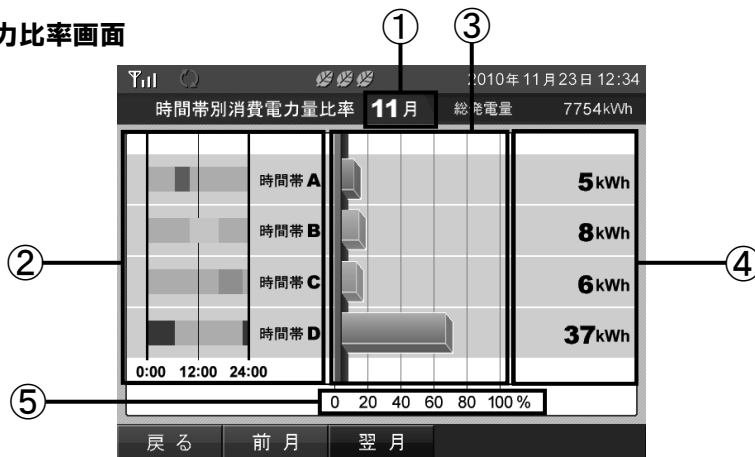 力比率画面
① ③
2010年11月23日 12:34
時間帯別消費電力量比率 11月 総発電量 7754kWh
時間帯 A 5kWh
時間帯 B 8kWh
② ④
時間帯 C 6kWh
時間帯 D 37kWh
0:00 12:00 24:00
⑤ 0 20 40 60 80 100 %
戻る 前月 翌月